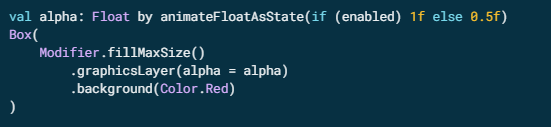 val alpha: Float by animateFloatAsState(if (enabled) 1f else 0.5f)
Box(
    Modifier.fillMaxSize()
        .graphicsLayer(alpha = alpha)
        .background(Color.Red)
)